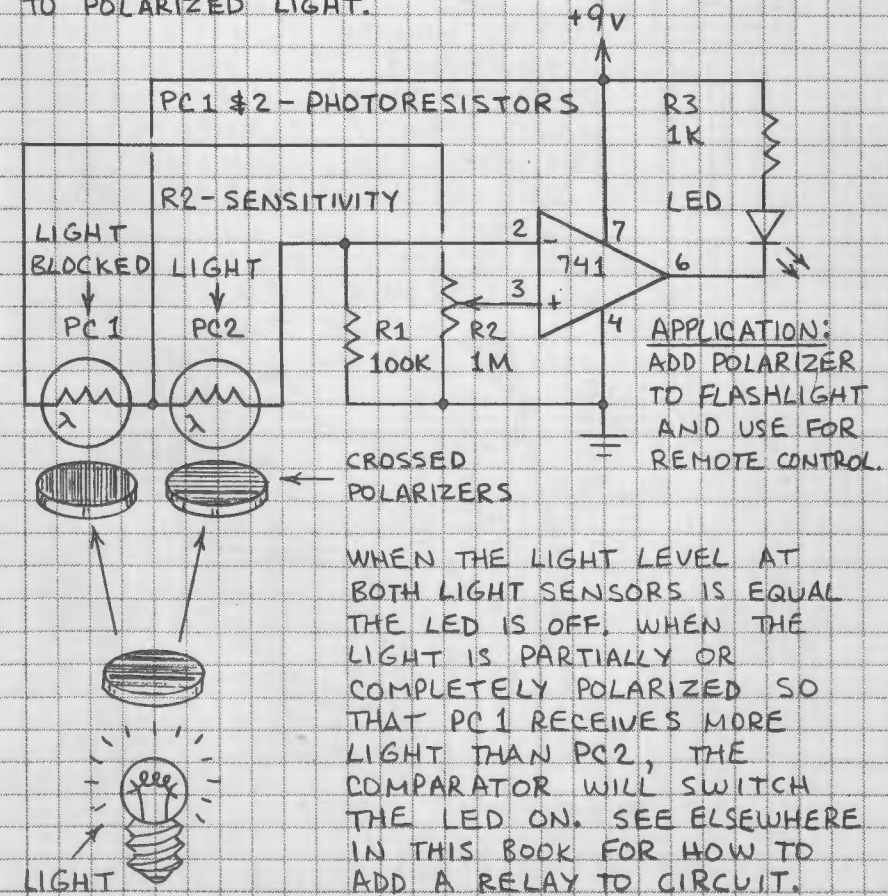 TO POLARIZED LIGHT.
+9V
PC1 & 2 - PHOTORESISTORS
R3
1K
R2 - SENSITIVITY
LED
LIGHT
BLOCKED
LIGHT
PC1
PC2
2
-
7
741
6
3
+
4
R1
100K
R2
1M
λ
λ
APPLICATION:
ADD POLARIZER
TO FLASHLIGHT
AND USE FOR
REMOTE CONTROL.
CROSSED
POLARIZERS
WHEN THE LIGHT LEVEL AT
BOTH LIGHT SENSORS IS EQUAL
THE LED IS OFF. WHEN THE
LIGHT IS PARTIALLY OR
COMPLETELY POLARIZED SO
THAT PC1 RECEIVES MORE
LIGHT THAN PC2, THE
COMPARATOR WILL SWITCH
THE LED ON. SEE ELSEWHERE
IN THIS BOOK FOR HOW TO
ADD A RELAY TO CIRCUIT.
LIGHT